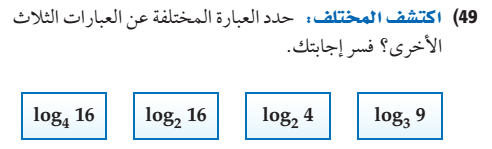 (49 اكتشف المختلف: حدد العبارة المختلفة عن العبارات الثلاث
الأخرى؟ فسر إجابتك.
log₃ 9 log₂ 4 log₂ 16 log₄ 16